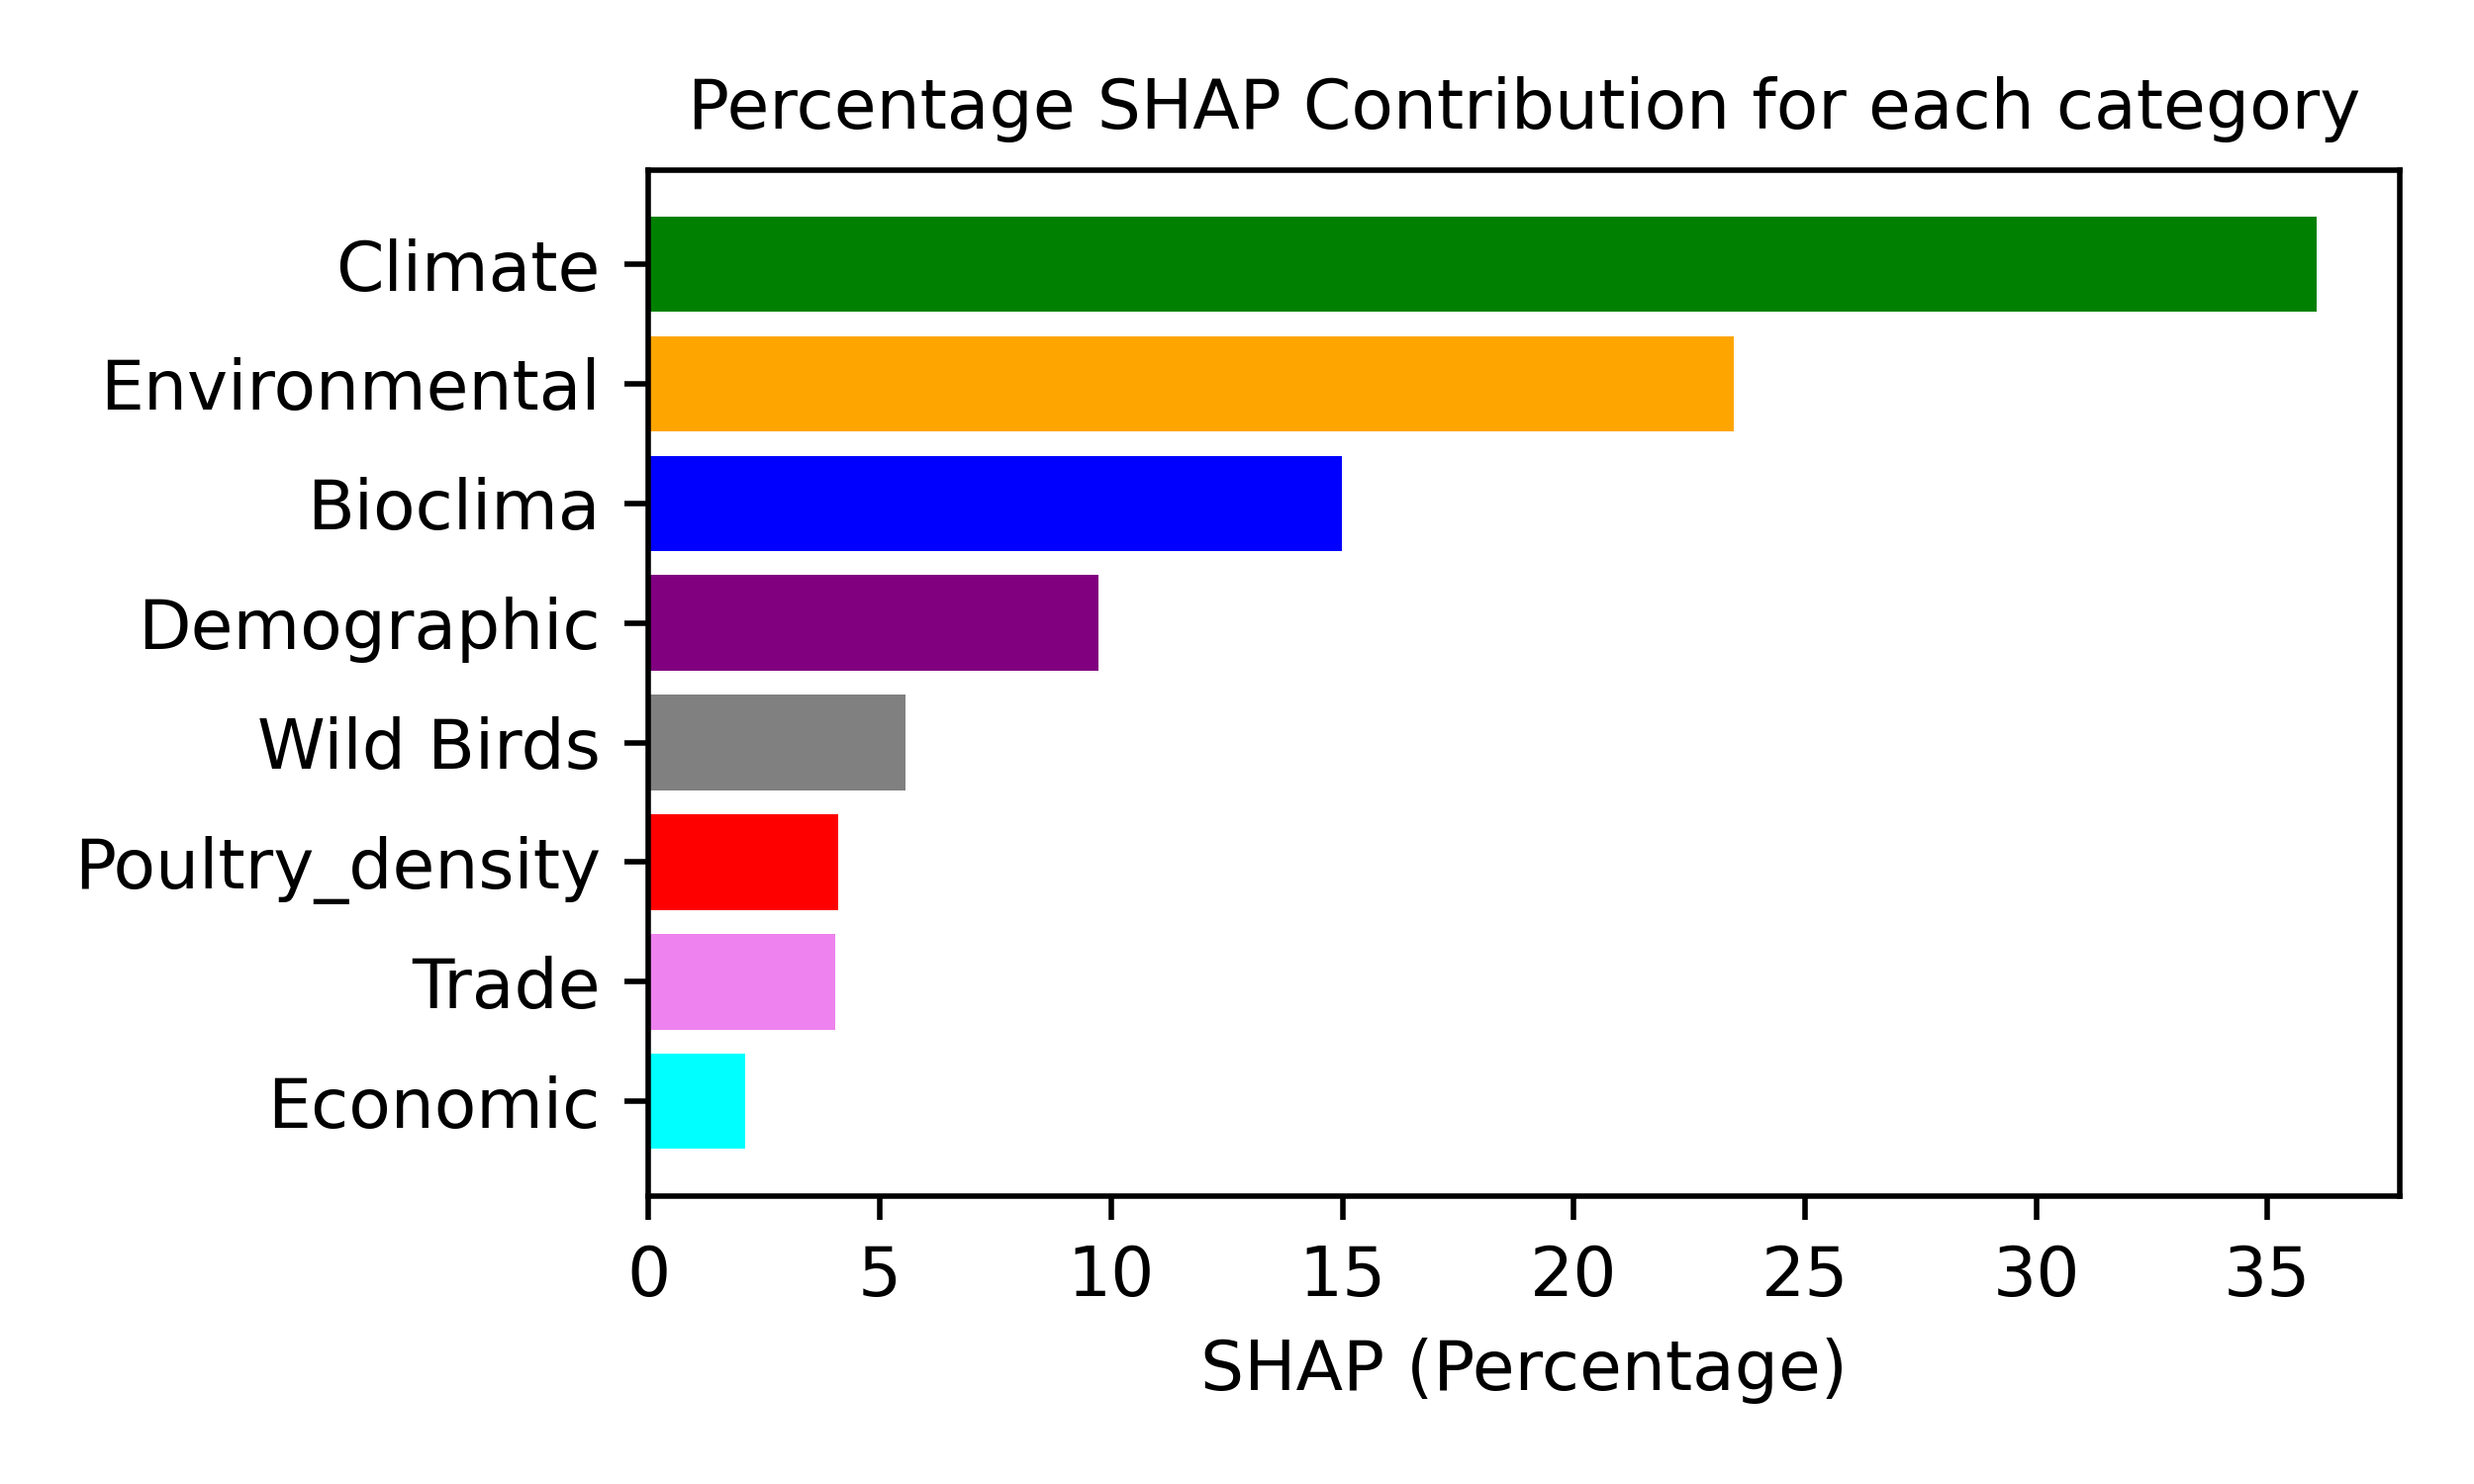 Percentage SHAP Contribution for each category
Climate
Environmental
Bioclima
Demographic
Wild Birds
Poultry_density
Trade
Economic
0 5 10 15 20 25 30 35
SHAP (Percentage)